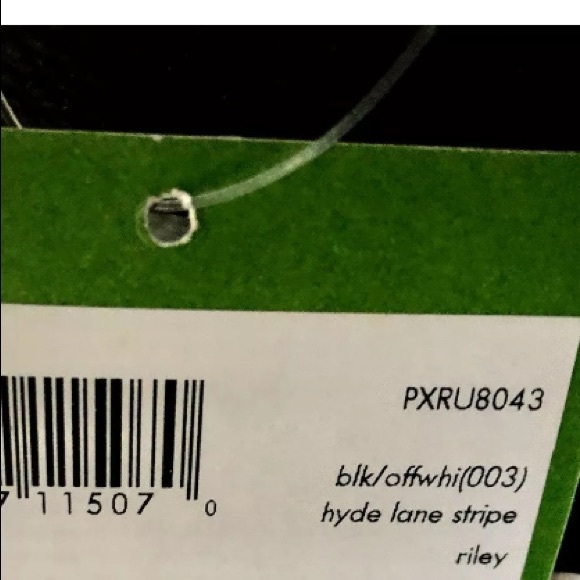 PXRU8043
blk/offwhi(003)
7 11507 0
hyde lane stripe
riley